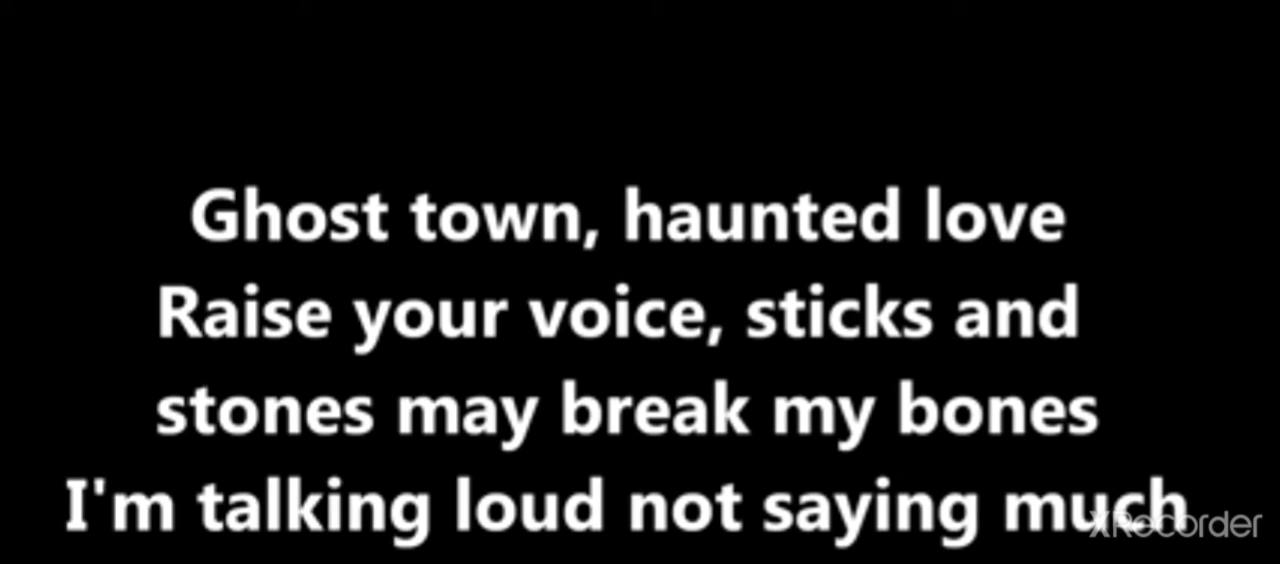 Ghost town, haunted love
Raise your voice, sticks and
stones may break my bones
I'm talking loud not saying much
XRecorder